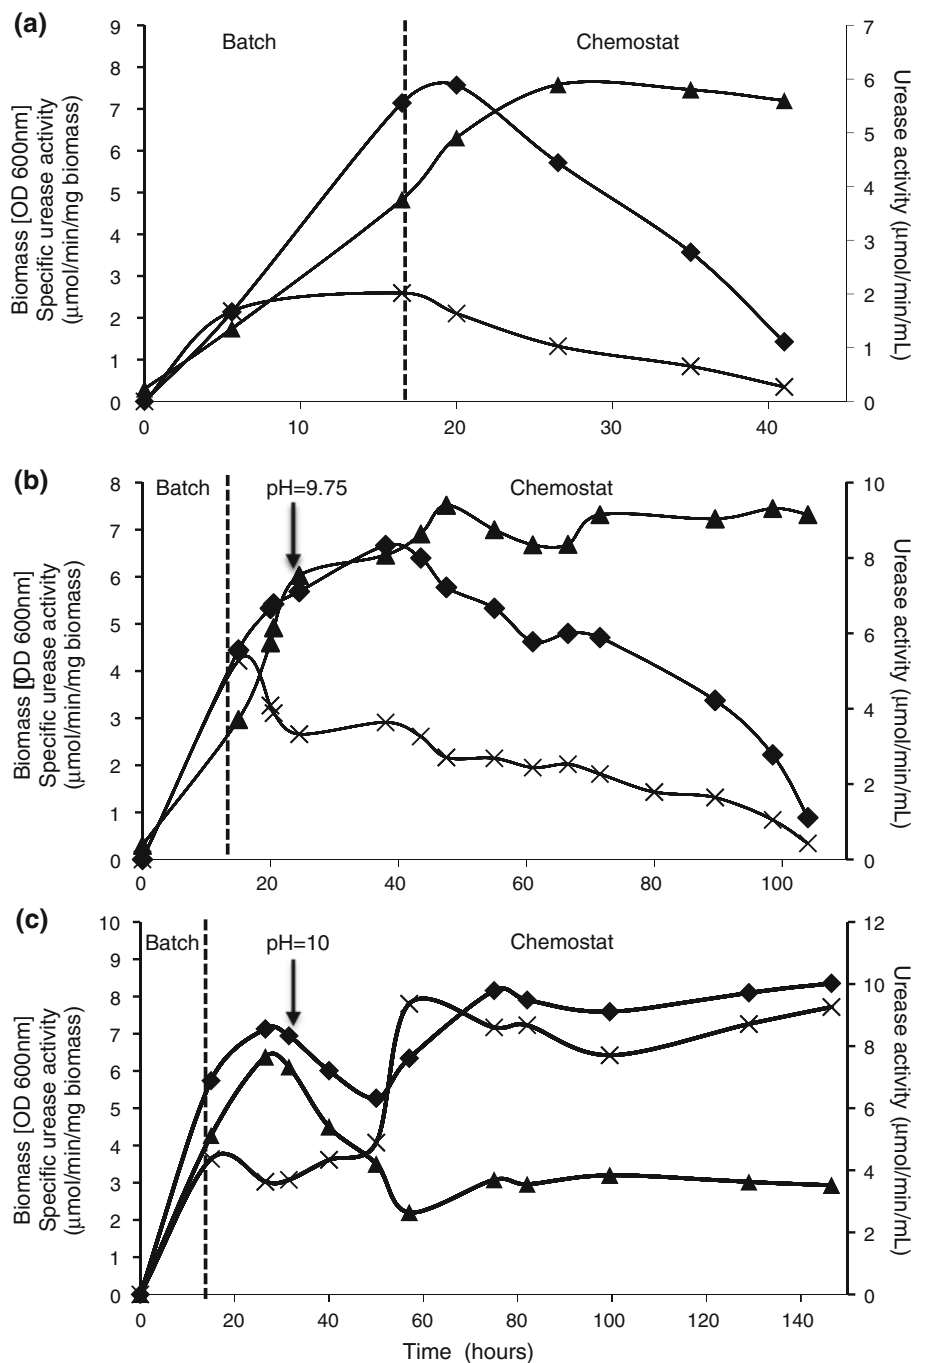 (a)
Batch
Chemostat
Biomass [OD 600nm]
Specific urease activity
(μmol/min/mg biomass)
9
8
7
6
5
4
3
2
1
0
7
6
5
4
3
2
1
0
Urease activity (μmol/min/mL)
0 10 20 30 40
(b)
Batch
pH=9.75
Chemostat
Biomass [OD 600nm]
Specific urease activity
(μmol/min/mg biomass)
8
7
6
5
4
3
2
1
0
10
8
6
4
2
0
Urease activity (μmol/min/mL)
0 20 40 60 80 100
(c)
Batch
pH=10
Chemostat
Biomass [OD 600nm]
Specific urease activity
(μmol/min/mg biomass)
10
9
8
7
6
5
4
3
2
1
0
12
10
8
6
4
2
0
Urease activity (μmol/min/mL)
0 20 40 60 80 100 120 140
Time (hours)